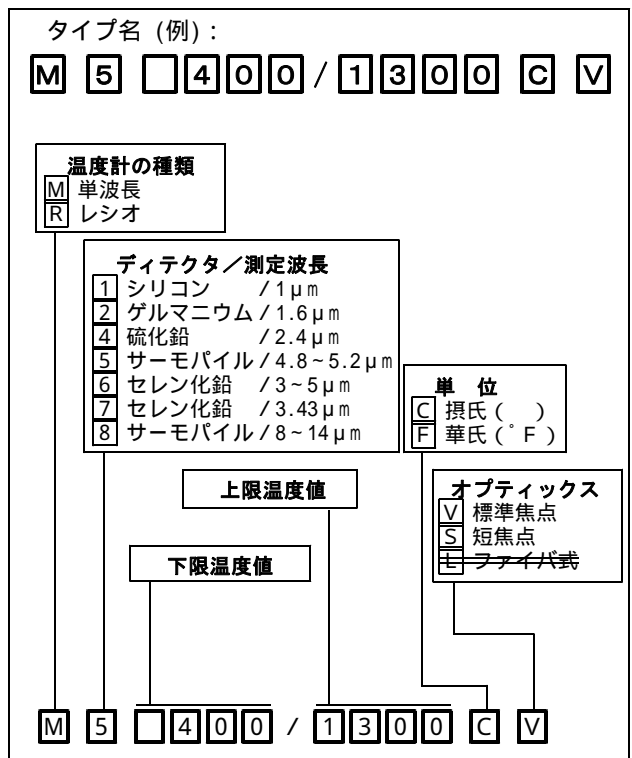 タイプ名 (例) :
M 5 400/1300 C V
温度計の種類
M 単波長
R レシオ
ディテクタ／測定波長
1 シリコン /1μm
2 ゲルマニウム/1.6μm
4 硫化鉛 /2.4μm
5 サーモパイル/4.8~5.2μm
6 セレン化鉛 /3~5μm
7 セレン化鉛 /3.43μm
8 サーモパイル/8~14μm
単 位
C 摂氏 ( )
F 華氏 (°F )
上限温度値
オプティックス
V 標準焦点
S 短焦点
L ファイバ式
下限温度値
M 5 400 / 1300 C V